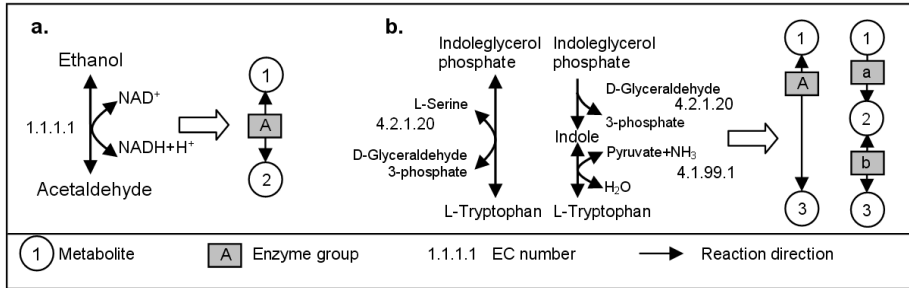 a.
Ethanol
NAD+
1.1.1.1
NADH+H+
Acetaldehyde
1
A
2
b.
Indoleglycerol
phosphate
L-Serine
4.2.1.20
D-Glyceraldehyde
3-phosphate
L-Tryptophan
Indoleglycerol
phosphate
D-Glyceraldehyde
4.2.1.20
3-phosphate
Indole
Pyruvate+NH3
4.1.99.1
H2O
L-Tryptophan
1
A
3
1
a
2
b
3
1 Metabolite
A Enzyme group
1.1.1.1 EC number
Reaction direction